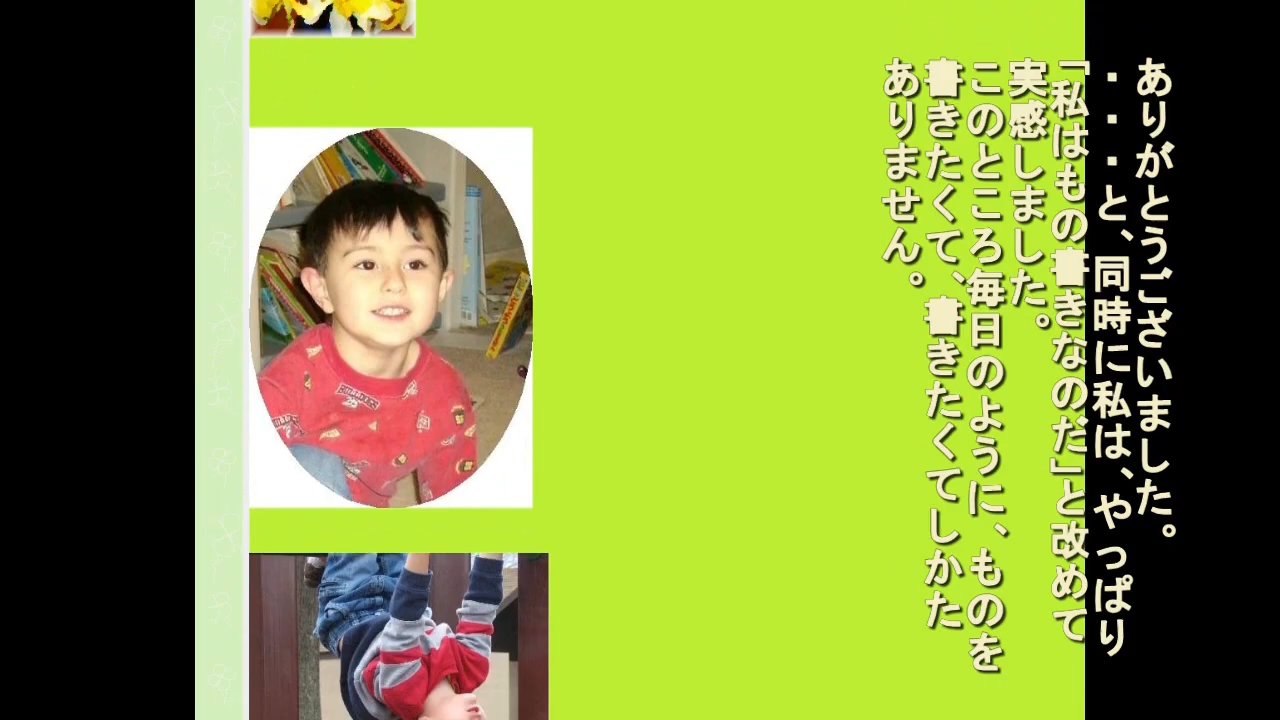 ありがとうございました。
・・・と、同時に私は、やっぱり
「私はもの書きなのだ」と改めて
実感しました。
このところ毎日のように、ものを
書きたくて、書きたくてしかた
ありません。